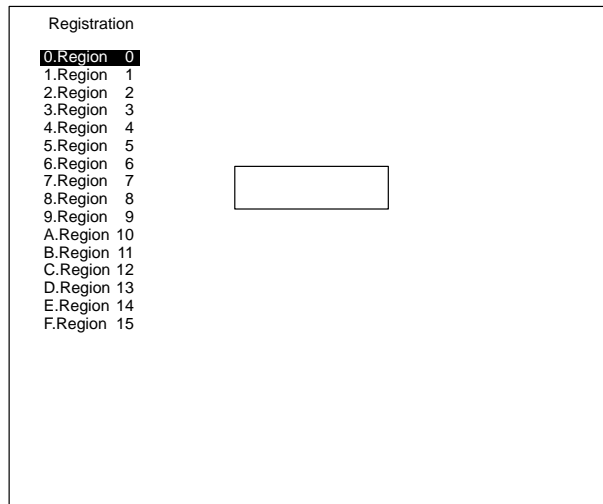 Registration
0.Region 0
1.Region 1
2.Region 2
3.Region 3
4.Region 4
5.Region 5
6.Region 6
7.Region 7
8.Region 8
9.Region 9
A.Region 10
B.Region 11
C.Region 12
D.Region 13
E.Region 14
F.Region 15